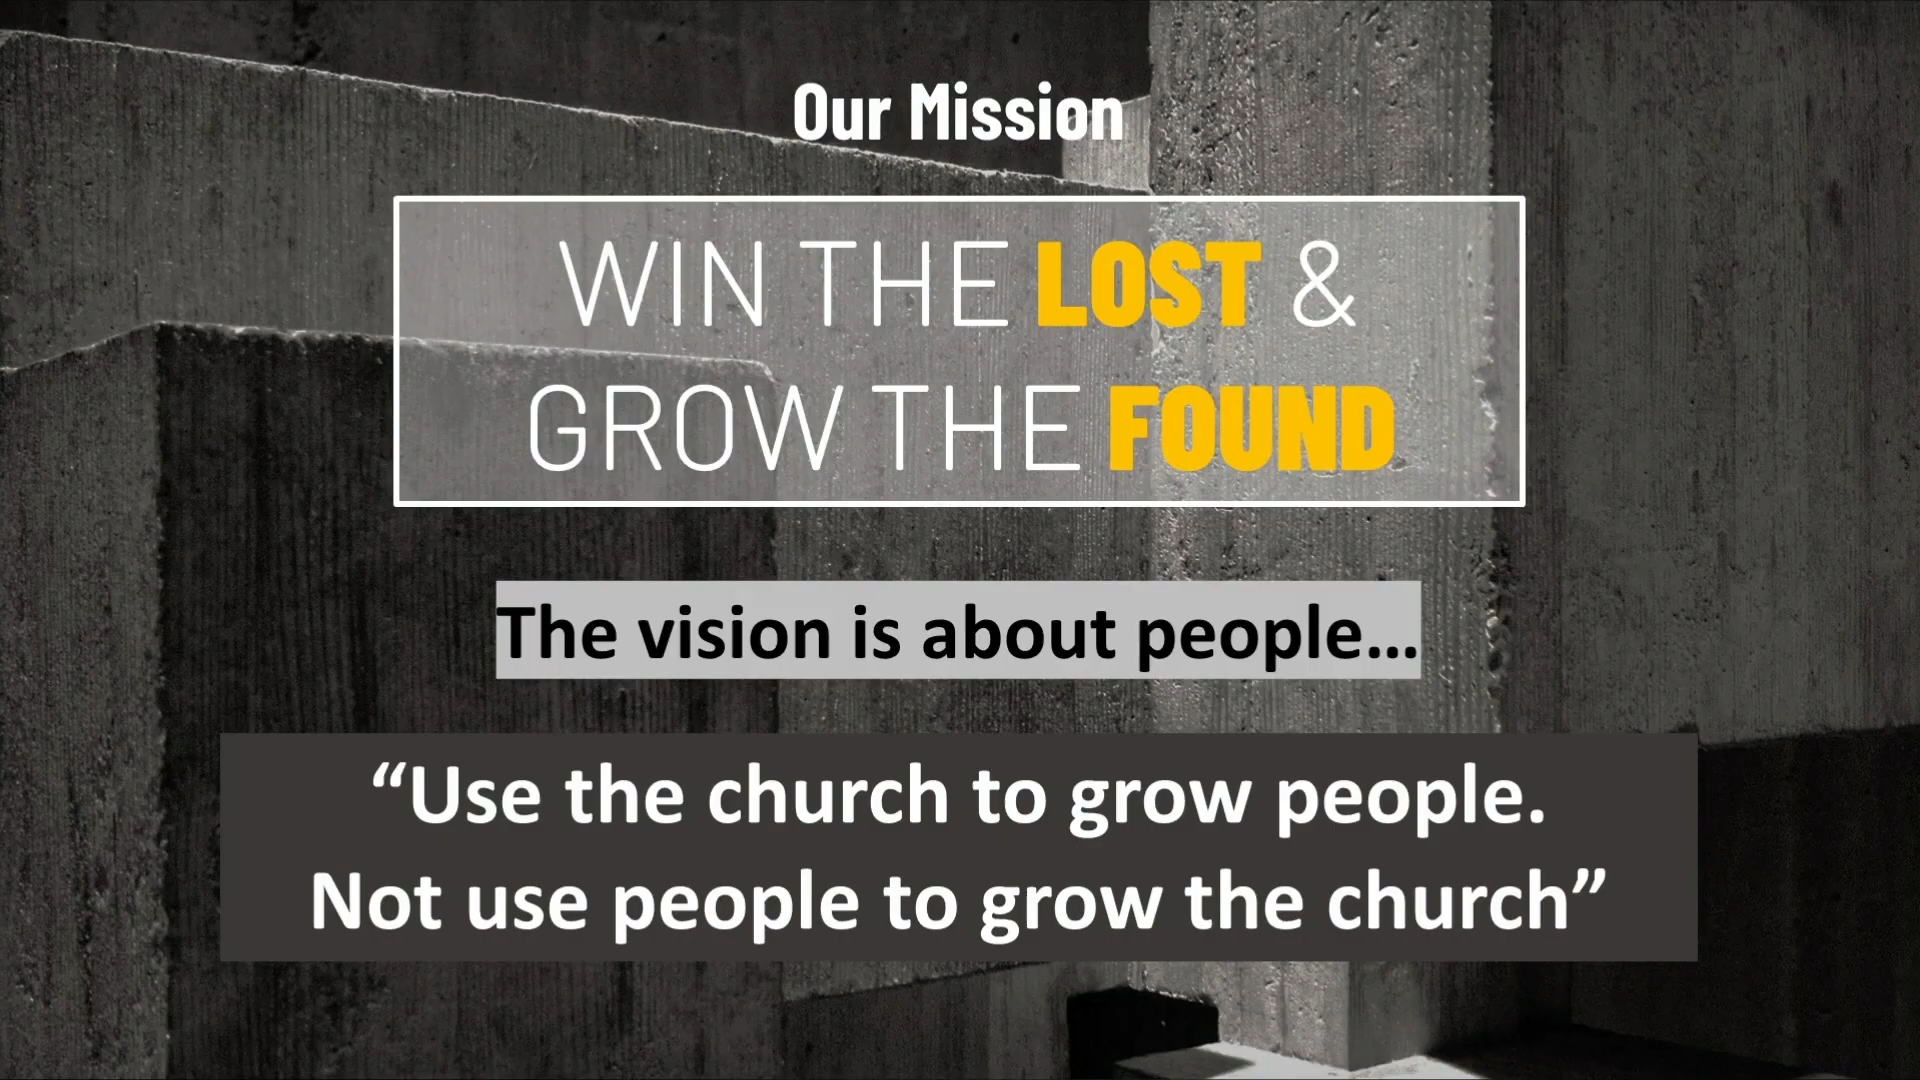 Our Mission
WIN THE LOST &
GROW THE FOUND
The vision is about people...
“Use the church to grow people.
Not use people to grow the church”